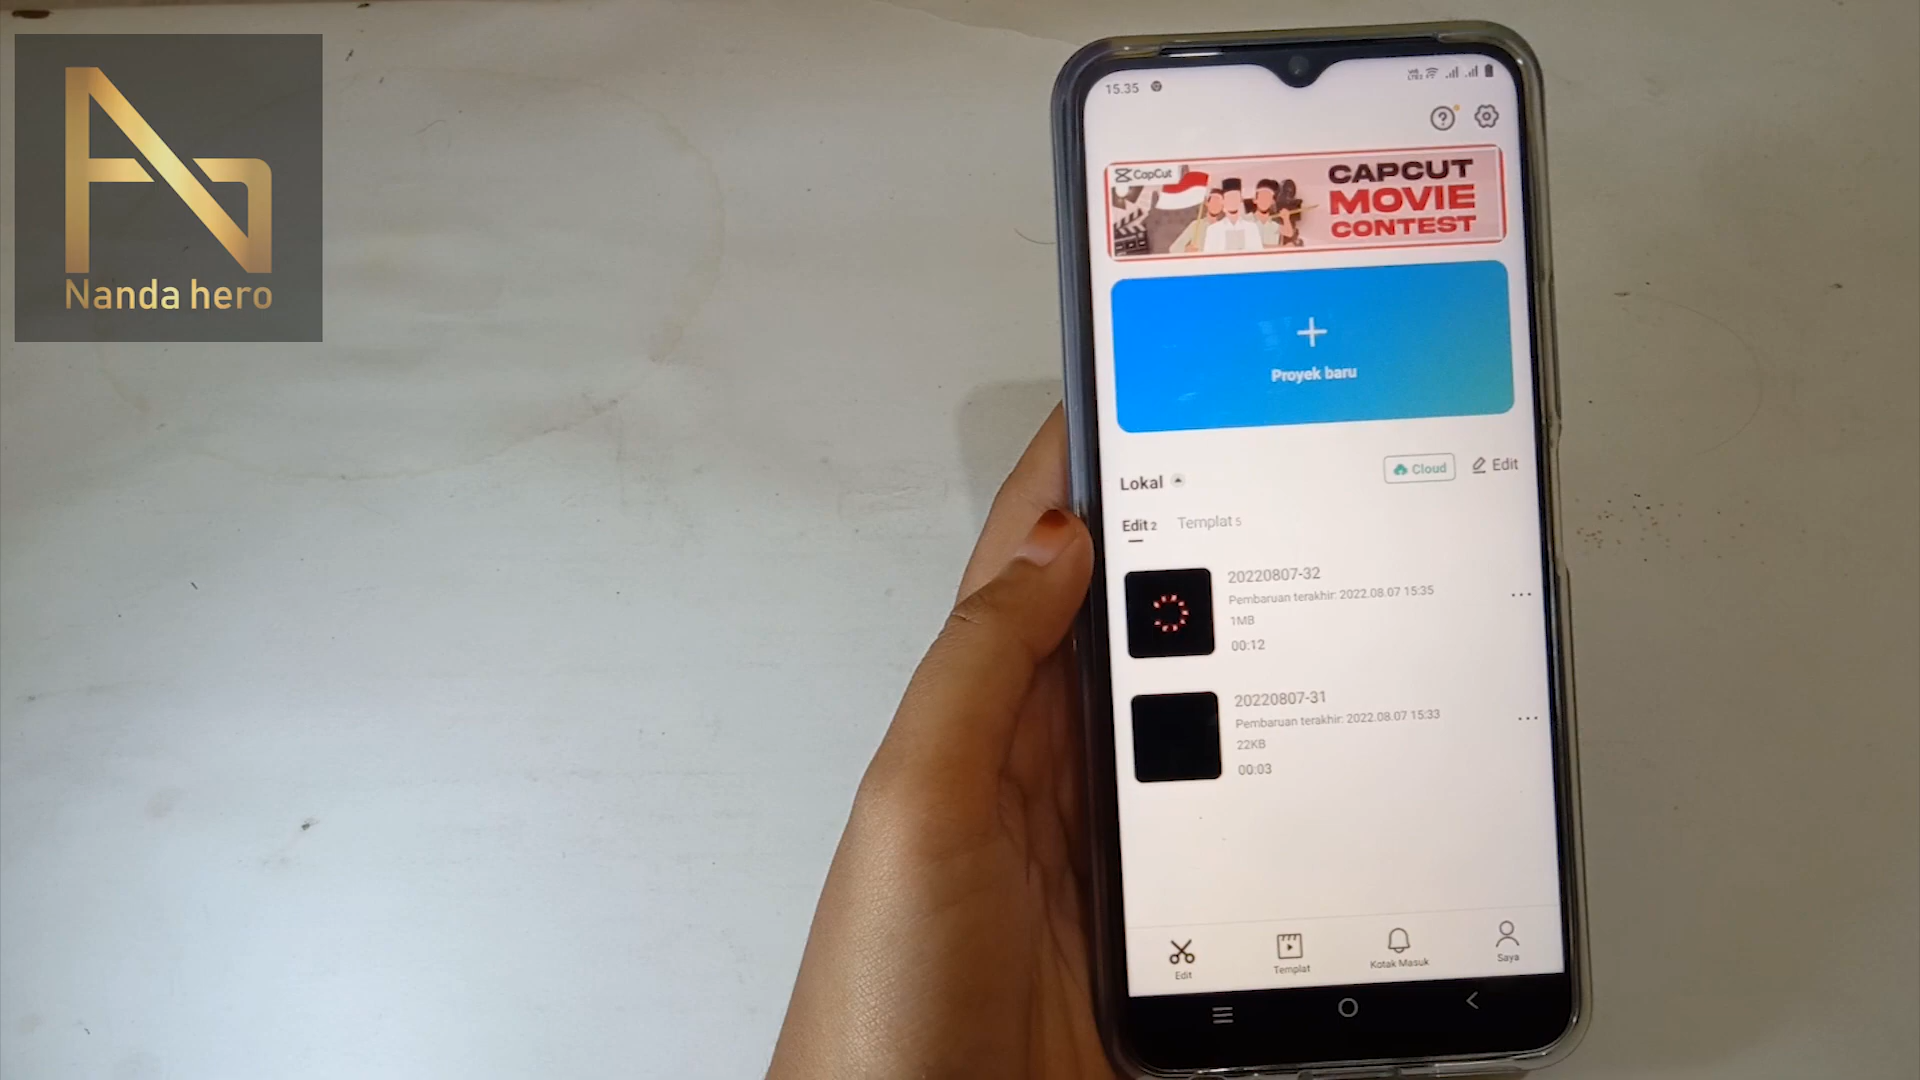 Nanda hero
15.35
CapCut
CAPCUT
MOVIE
CONTEST
Proyek baru
Lokal
Cloud
Edit
Edit 2
Templat 5
20220807-32
Pembaruan terakhir: 2022.08.07 15:35
1MB
00:12
20220807-31
Pembaruan terakhir: 2022.08.07 15:33
22KB
00:03
Edit
Templat
Kotak Masuk
Saya